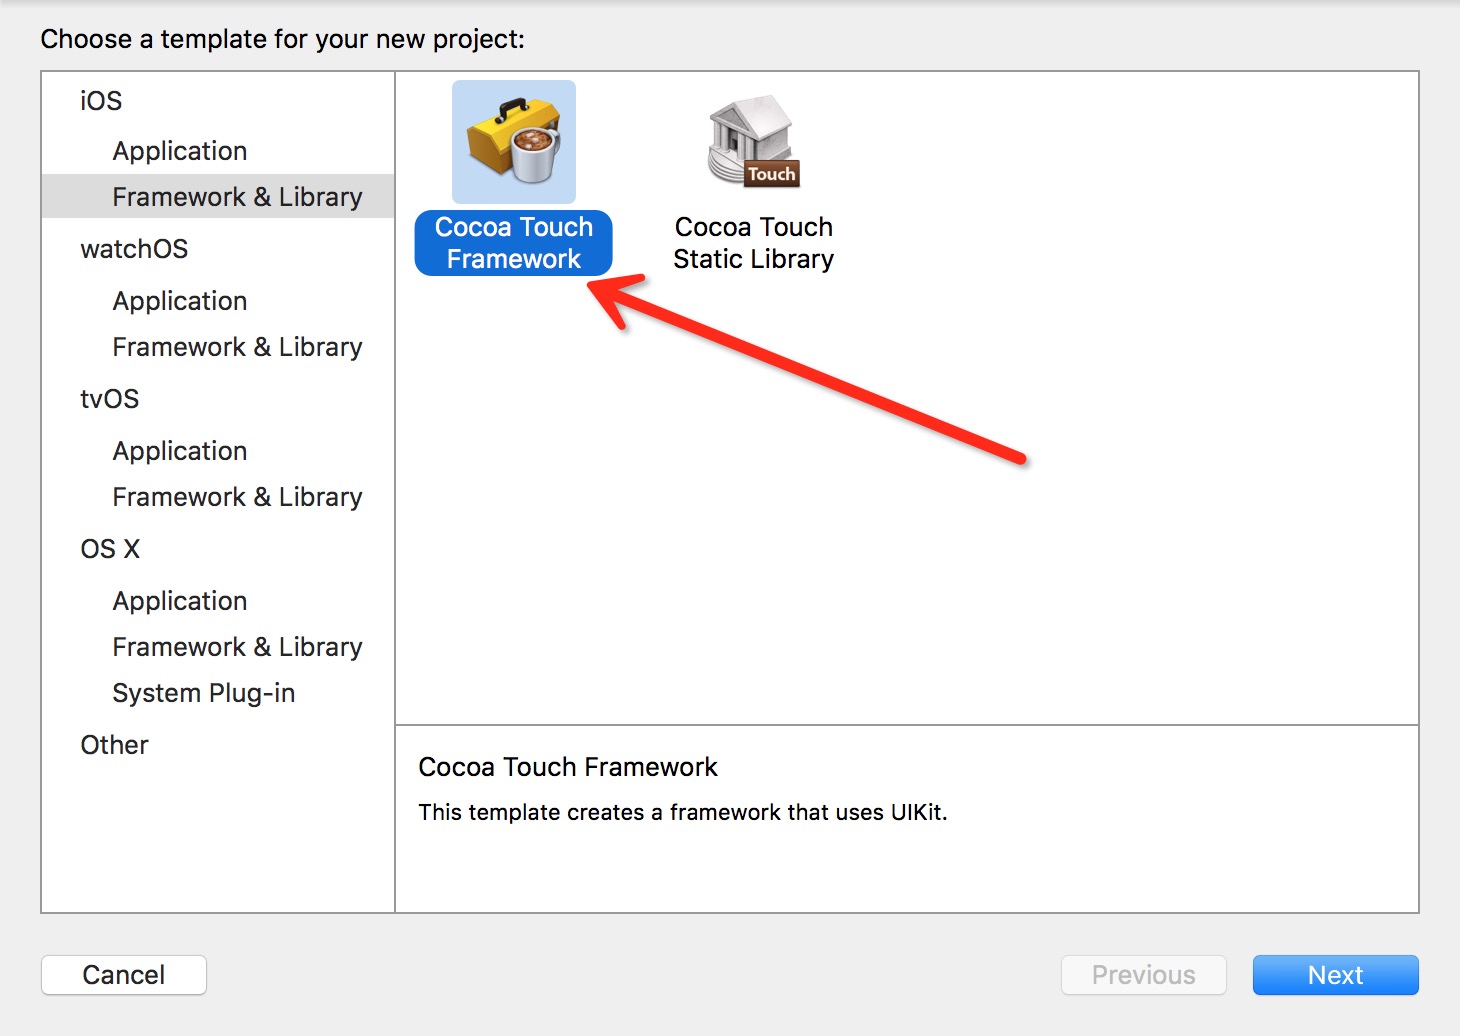 Choose a template for your new project:
iOS
Application
Framework & Library
watchOS
Application
Framework & Library
tvOS
Application
Framework & Library
OS X
Application
Framework & Library
System Plug-in
Other
Touch
Cocoa Touch
Framework
Cocoa Touch
Static Library
Cocoa Touch Framework
This template creates a framework that uses UIKit.
Cancel
Previous
Next